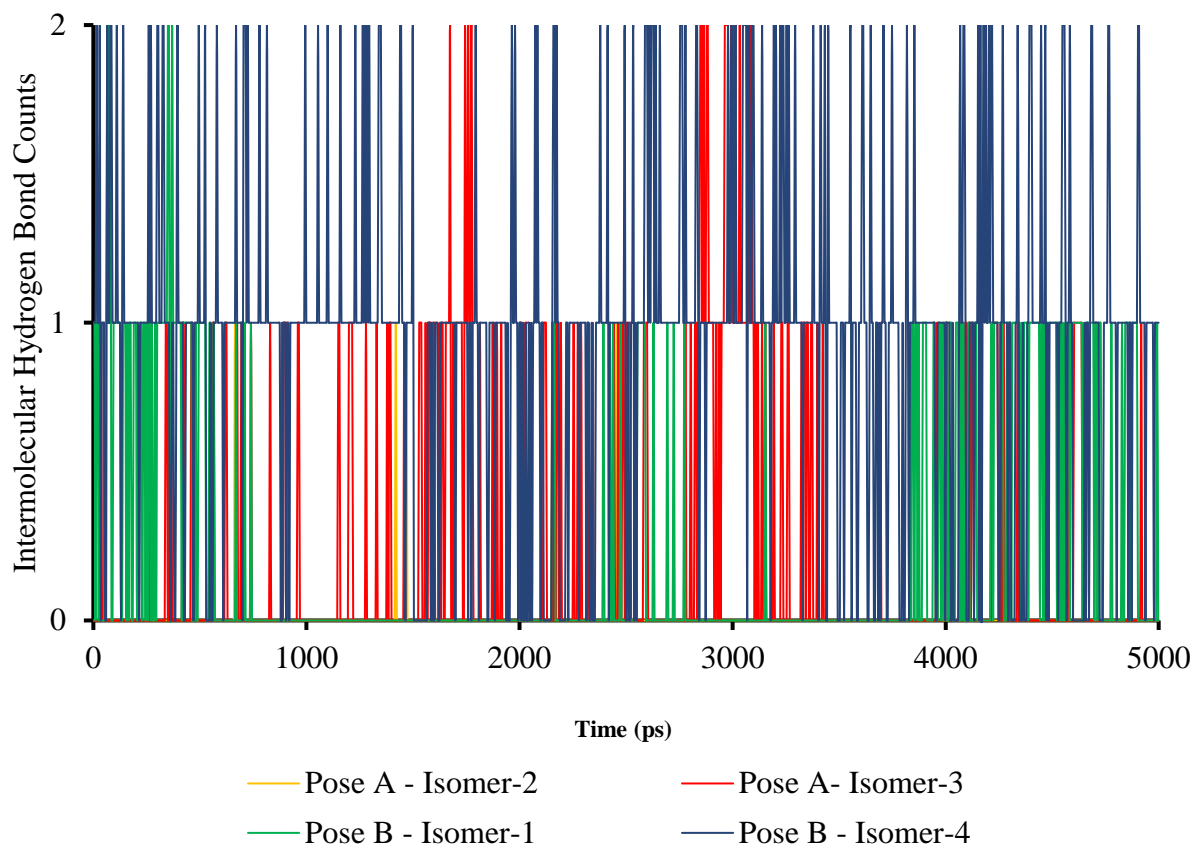 Intermolecular Hydrogen Bond Counts
2
1
0
0 1000 2000 3000 4000 5000
Time (ps)
Pose A - Isomer-2 Pose A- Isomer-3
Pose B - Isomer-1 Pose B - Isomer-4